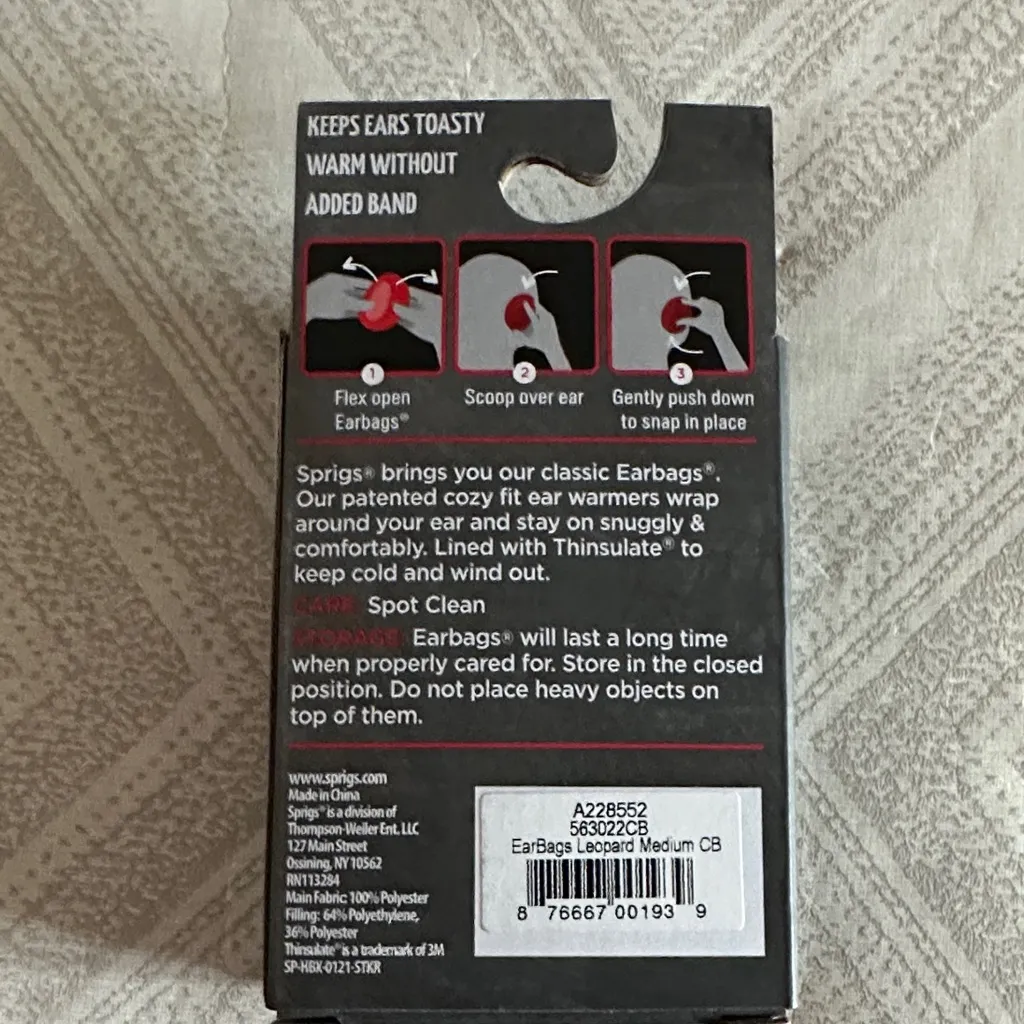 KEEPS EARS TOASTY
WARM WITHOUT
ADDED BAND
1
Flex open
Earbags®
2
Scoop over ear
3
Gently push down
to snap in place
Sprigs® brings you our classic Earbags®.
Our patented cozy fit ear warmers wrap
around your ear and stay on snuggly &
comfortably. Lined with Thinsulate® to
keep cold and wind out.
CARE: Spot Clean
STORAGE: Earbags® will last a long time
when properly cared for. Store in the closed
position. Do not place heavy objects on
top of them.
www.sprigs.com
Made in China
Sprigs® is a division of
Thompson-Weiler Ent. LLC
127 Main Street
Ossining, NY 10562
RN113284
Main Fabric: 100% Polyester
Filling: 64% Polyethylene,
36% Polyester
Thinsulate® is a trademark of 3M
SP-HBK-0121-STKR
A228552
563022CB
EarBags Leopard Medium CB
8 76667 00193 9